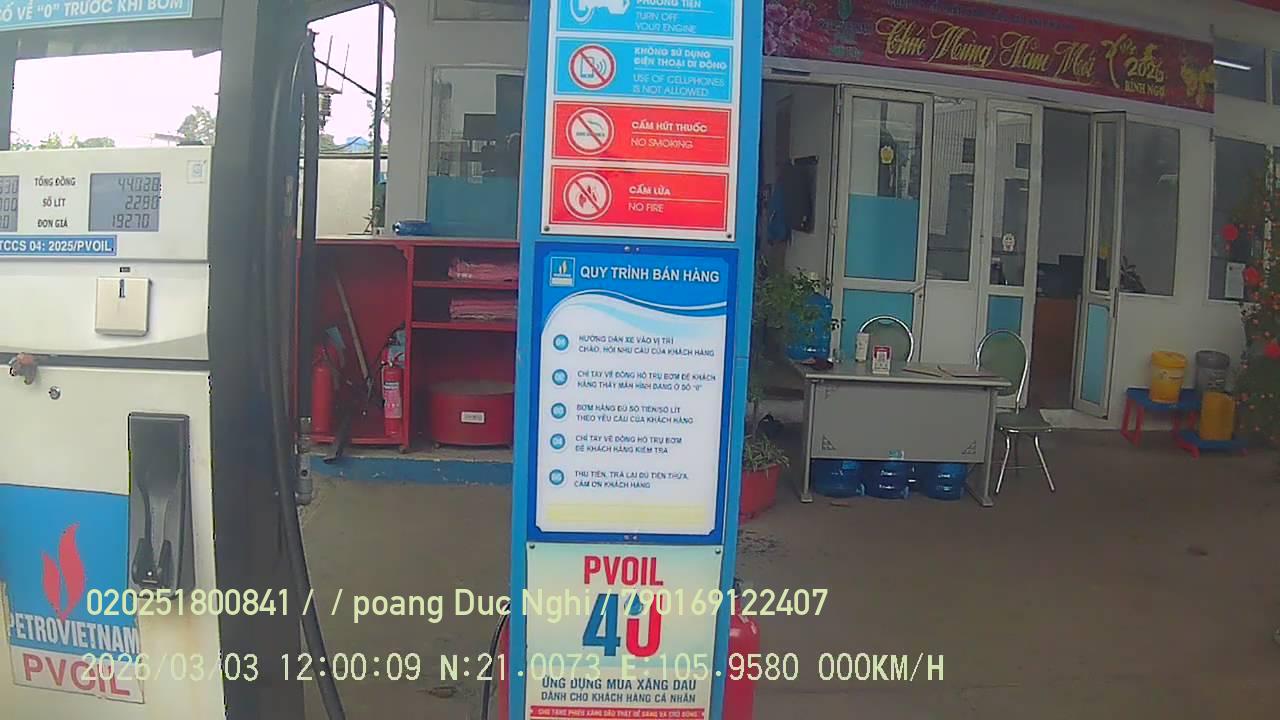 SỐ VỀ "0" TRƯỚC KHI BƠM
TỔNG ĐỒNG
44028
SỐ LÍT
2.280
ĐƠN GIÁ
19270
TCCS 04: 2025/PVOIL
PETROVIETNAM
PVOIL
PHƯƠNG TIỆN
TURN OFF
YOUR ENGINE
KHÔNG SỬ DỤNG
ĐIỆN THOẠI DI ĐỘNG
USE OF CELLPHONES
IS NOT ALLOWED
CẤM HÚT THUỐC
NO SMOKING
CẤM LỬA
NO FIRE
QUY TRÌNH BÁN HÀNG
HƯỚNG DẪN XE VÀO VỊ TRÍ
CHÀO, HỎI NHU CẦU CỦA KHÁCH HÀNG
CHỈ TAY VỀ ĐỒNG HỒ TRỤ BƠM ĐỂ KHÁCH
HÀNG THẤY MÀN HÌNH ĐANG Ở SỐ "0"
BƠM HÀNG ĐỦ SỐ TIỀN/SỐ LÍT
THEO YÊU CẦU CỦA KHÁCH HÀNG
CHỈ TAY VỀ ĐỒNG HỒ TRỤ BƠM
ĐỂ KHÁCH HÀNG KIỂM TRA
THU TIỀN, TRẢ LẠI ĐỦ TIỀN THỪA,
CẢM ƠN KHÁCH HÀNG
PVOIL
4U
ỨNG DỤNG MUA XĂNG DẦU
DÀNH CHO KHÁCH HÀNG CÁ NHÂN
Chúc Mừng Năm Mới
2026
BÍNH NGỌ
020251800841 / / poang Duc Nghi / 790169122407
2026/03/03 12:00:09 N:21.0073 E:105.9580 000KM/H